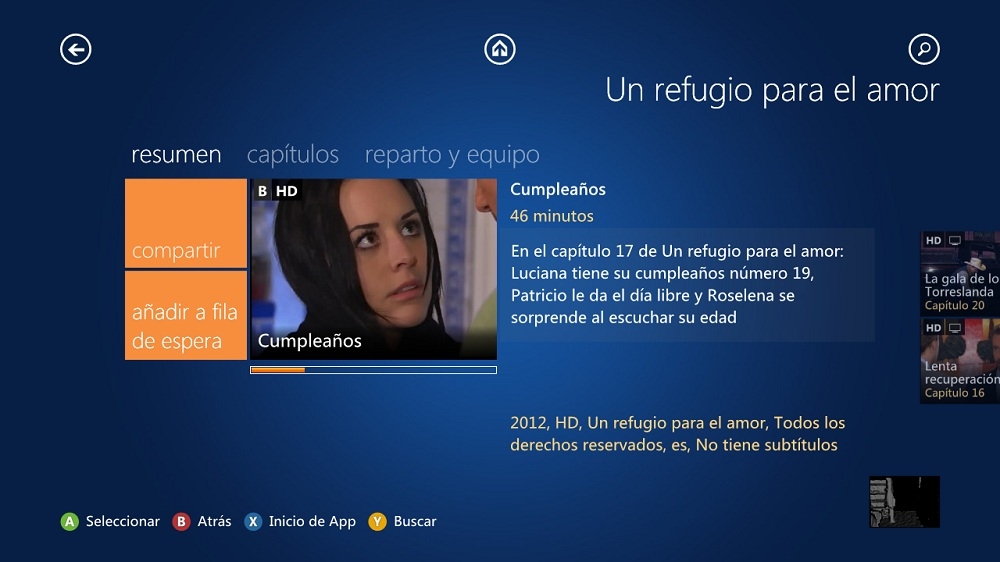 Un refugio para el amor
resumen
capítulos
reparto y equipo
compartir
añadir a fila
de espera
B HD
Cumpleaños
Cumpleaños
46 minutos
En el capítulo 17 de Un refugio para el amor:
Luciana tiene su cumpleaños número 19,
Patricio le da el día libre y Roselena se
sorprende al escuchar su edad
2012, HD, Un refugio para el amor, Todos los
derechos reservados, es, No tiene subtítulos
HD
La gala de lo
Torreslanda
Capítulo 20
HD
Lenta
recuperación
Capítulo 16
A Seleccionar
B Atrás
X Inicio de App
Y Buscar